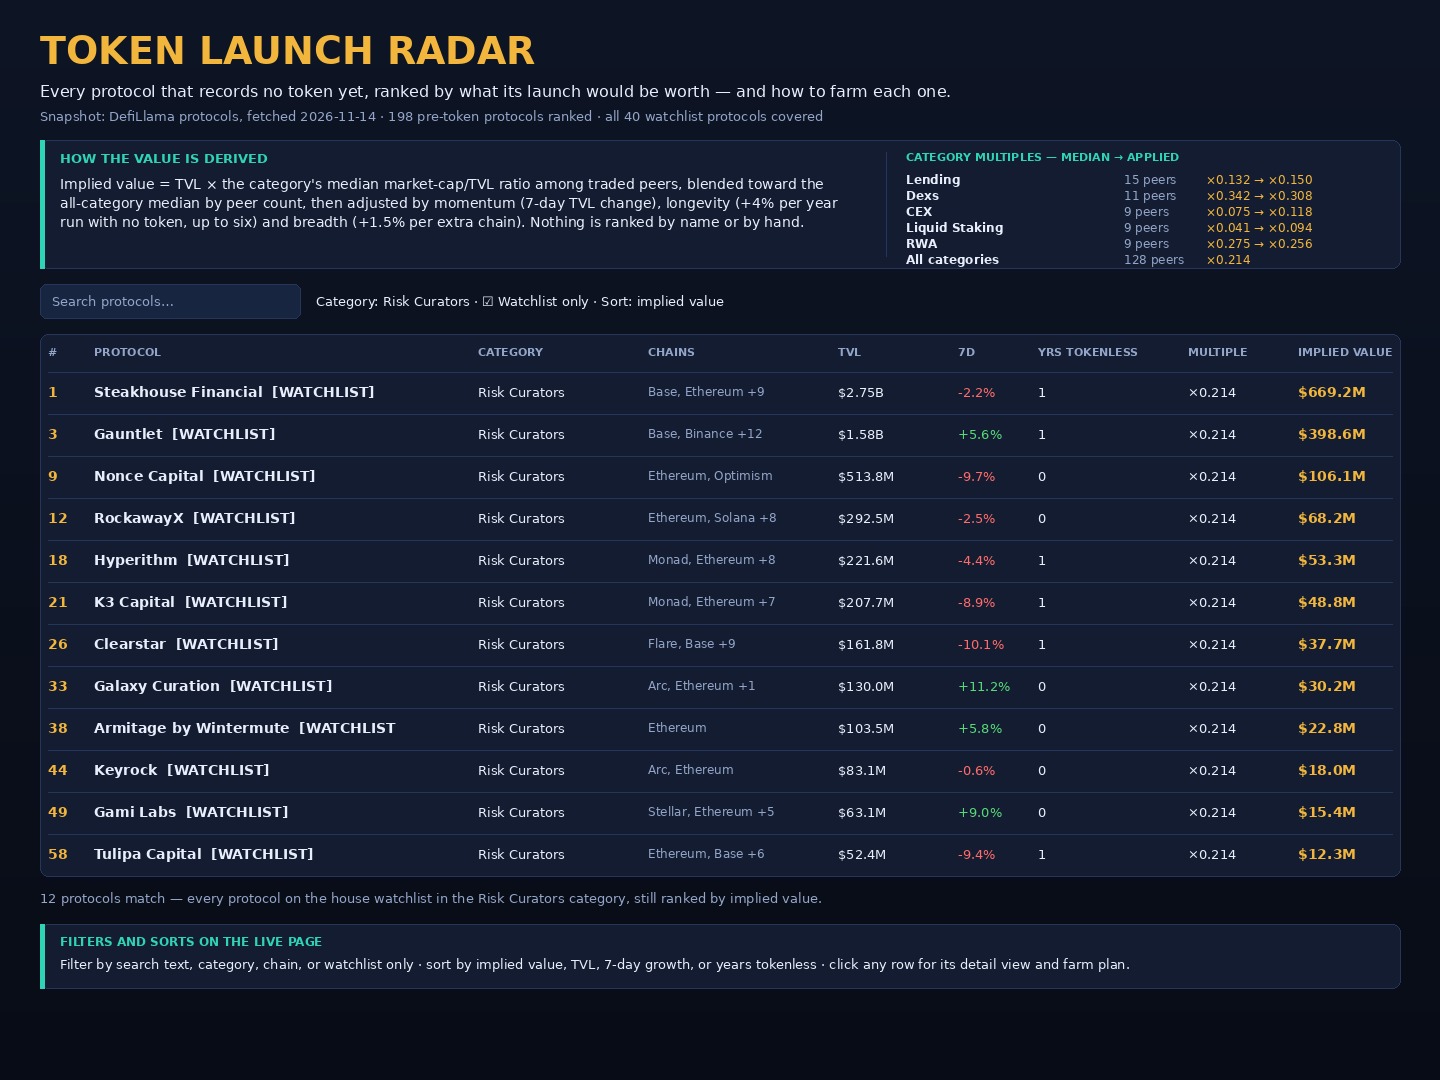 TOKEN LAUNCH RADAR
Every protocol that records no token yet, ranked by what its launch would be worth — and how to farm each one.
Snapshot: DefiLlama protocols, fetched 2026-11-14 · 198 pre-token protocols ranked · all 40 watchlist protocols covered
HOW THE VALUE IS DERIVED
Implied value = TVL × the category's median market-cap/TVL ratio among traded peers, blended toward the
all-category median by peer count, then adjusted by momentum (7-day TVL change), longevity (+4% per year
run with no token, up to six) and breadth (+1.5% per extra chain). Nothing is ranked by name or by hand.
CATEGORY MULTIPLES — MEDIAN → APPLIED
Lending 15 peers ×0.132 → ×0.150
Dexs 11 peers ×0.342 → ×0.308
CEX 9 peers ×0.075 → ×0.118
Liquid Staking 9 peers ×0.041 → ×0.094
RWA 9 peers ×0.275 → ×0.256
All categories 128 peers ×0.214
Search protocols… Category: Risk Curators · ☑ Watchlist only · Sort: implied value
# PROTOCOL CATEGORY CHAINS TVL 7D YRS TOKENLESS MULTIPLE IMPLIED VALUE
1 Steakhouse Financial [WATCHLIST] Risk Curators Base, Ethereum +9 $2.75B -2.2% 1 ×0.214 $669.2M
3 Gauntlet [WATCHLIST] Risk Curators Base, Binance +12 $1.58B +5.6% 1 ×0.214 $398.6M
9 Nonce Capital [WATCHLIST] Risk Curators Ethereum, Optimism $513.8M -9.7% 0 ×0.214 $106.1M
12 RockawayX [WATCHLIST] Risk Curators Ethereum, Solana +8 $292.5M -2.5% 0 ×0.214 $68.2M
18 Hyperithm [WATCHLIST] Risk Curators Monad, Ethereum +8 $221.6M -4.4% 1 ×0.214 $53.3M
21 K3 Capital [WATCHLIST] Risk Curators Monad, Ethereum +7 $207.7M -8.9% 1 ×0.214 $48.8M
26 Clearstar [WATCHLIST] Risk Curators Flare, Base +9 $161.8M -10.1% 1 ×0.214 $37.7M
33 Galaxy Curation [WATCHLIST] Risk Curators Arc, Ethereum +1 $130.0M +11.2% 0 ×0.214 $30.2M
38 Armitage by Wintermute [WATCHLIST Risk Curators Ethereum $103.5M +5.8% 0 ×0.214 $22.8M
44 Keyrock [WATCHLIST] Risk Curators Arc, Ethereum $83.1M -0.6% 0 ×0.214 $18.0M
49 Gami Labs [WATCHLIST] Risk Curators Stellar, Ethereum +5 $63.1M +9.0% 0 ×0.214 $15.4M
58 Tulipa Capital [WATCHLIST] Risk Curators Ethereum, Base +6 $52.4M -9.4% 1 ×0.214 $12.3M
12 protocols match — every protocol on the house watchlist in the Risk Curators category, still ranked by implied value.
FILTERS AND SORTS ON THE LIVE PAGE
Filter by search text, category, chain, or watchlist only · sort by implied value, TVL, 7-day growth, or years tokenless · click any row for its detail view and farm plan.